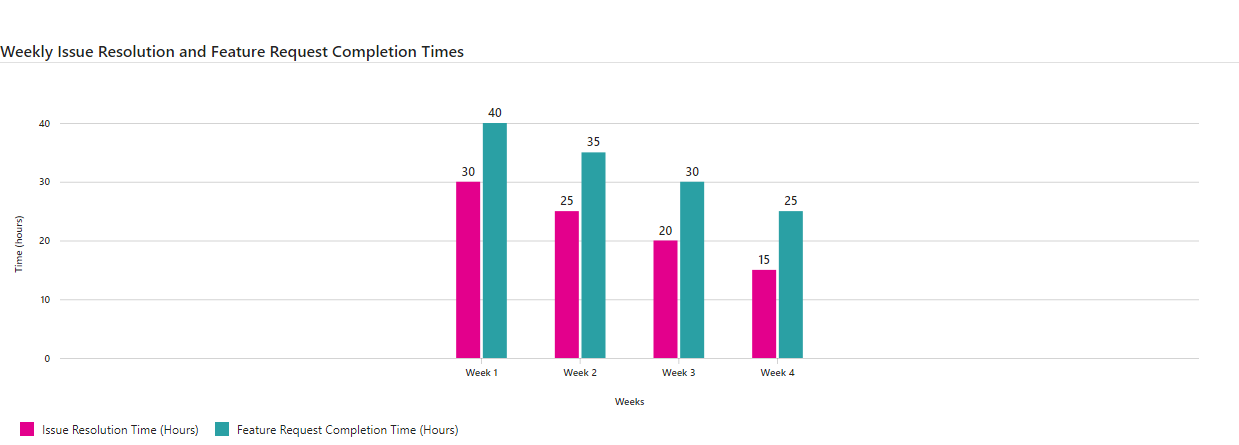 Weekly Issue Resolution and Feature Request Completion Times
Time (hours)
40
30
20
10
0
30
40
25
35
20
30
15
25
Week 1
Week 2
Week 3
Week 4
Weeks
Issue Resolution Time (Hours)
Feature Request Completion Time (Hours)